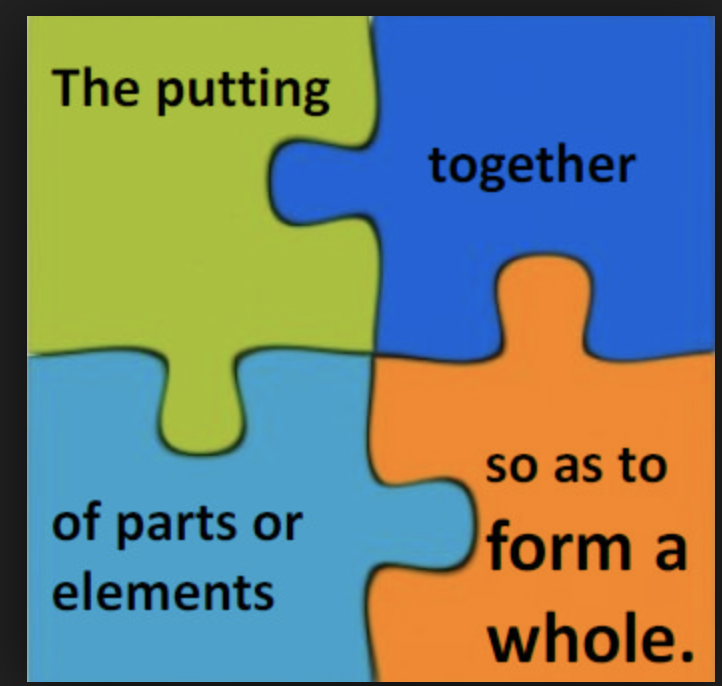 The putting
together
of parts or
elements
so as to
form a
whole.